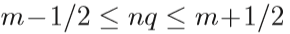 m−1/2 ≤ nq ≤ m+1/2